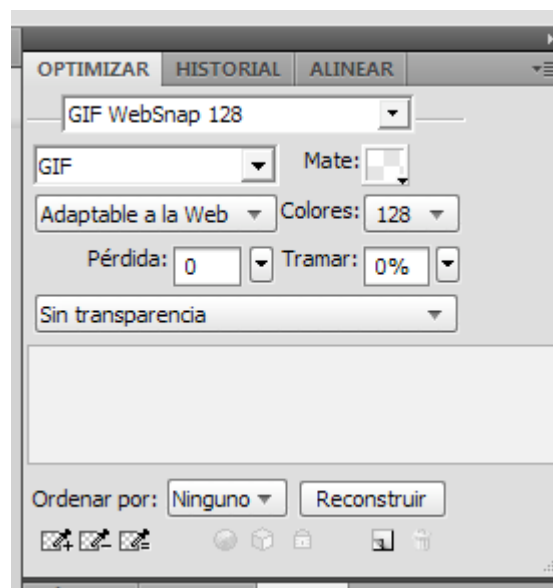 OPTIMIZAR HISTORIAL ALINEAR
GIF WebSnap 128
GIF Mate:
Adaptable a la Web Colores: 128
Pérdida: 0 Tramar: 0%
Sin transparencia
Ordenar por: Ninguno Reconstruir